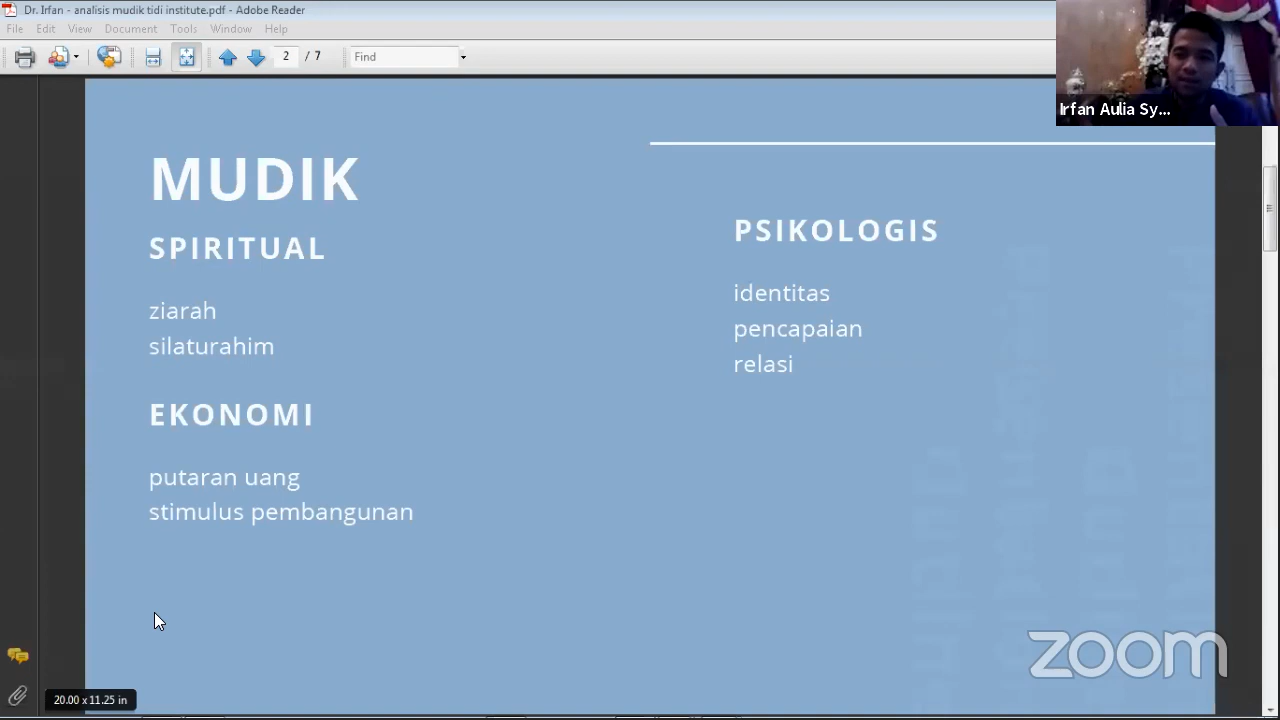 Dr. Irfan - analisis mudik tidi institute.pdf - Adobe Reader
File Edit View Document Tools Window Help
2 / 7 Find
Irfan Aulia Sy...
MUDIK
SPIRITUAL
ziarah
silaturahim
EKONOMI
putaran uang
stimulus pembangunan
PSIKOLOGIS
identitas
pencapaian
relasi
zoom
20.00 x 11.25 in